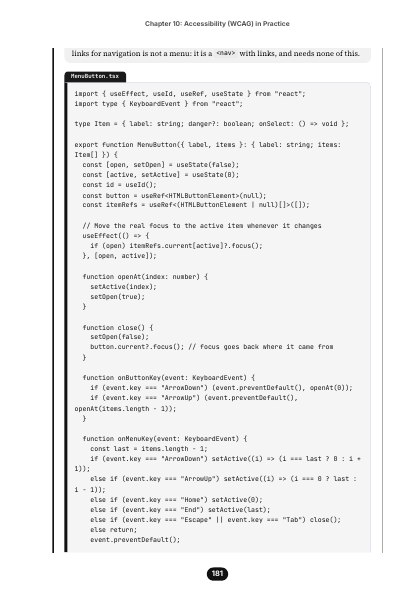 Chapter 10: Accessibility (WCAG) in Practice
links for navigation is not a menu: it is a <nav> with links, and needs none of this.
MenuButton.tsx
import { useEffect, useId, useRef, useState } from "react";
import type { KeyboardEvent } from "react";
type Item = { label: string; danger?: boolean; onSelect: () => void };
export function MenuButton({ label, items }: { label: string; items:
Item[] }) {
const [open, setOpen] = useState(false);
const [active, setActive] = useState(0);
const id = useId();
const button = useRef<HTMLButtonElement>(null);
const itemRefs = useRef<(HTMLButtonElement | null)[]>([]);
// Move the real focus to the active item whenever it changes
useEffect(() => {
if (open) itemRefs.current[active]?.focus();
}, [open, active]);
function openAt(index: number) {
setActive(index);
setOpen(true);
}
function close() {
setOpen(false);
button.current?.focus(); // focus goes back where it came from
}
function onButtonKey(event: KeyboardEvent) {
if (event.key === "ArrowDown") (event.preventDefault(), openAt(0));
if (event.key === "ArrowUp") (event.preventDefault(),
openAt(items.length - 1));
}
function onMenuKey(event: KeyboardEvent) {
const last = items.length - 1;
if (event.key === "ArrowDown") setActive((i) => (i === last ? 0 : i +
1));
else if (event.key === "ArrowUp") setActive((i) => (i === 0 ? last :
i - 1));
else if (event.key === "Home") setActive(0);
else if (event.key === "End") setActive(last);
else if (event.key === "Escape" || event.key === "Tab") close();
else return;
event.preventDefault();
181